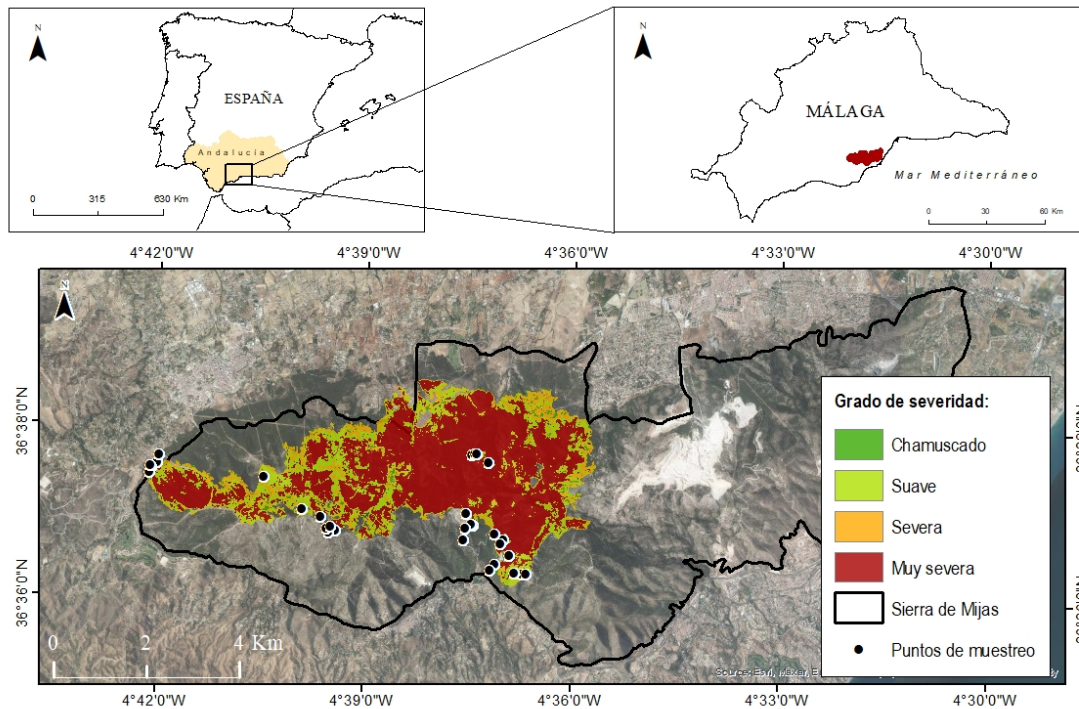 N
ESPAÑA
Andalucía
0 315 630 Km
N
MÁLAGA
Mar Mediterráneo
0 30 60 Km
4°42'0"W 4°39'0"W 4°36'0"W 4°33'0"W 4°30'0"W
N
36°38'0"N
36°36'0"N
Grado de severidad:
Chamuscado
Suave
Severa
Muy severa
Sierra de Mijas
Puntos de muestreo
0 2 4 Km
Source: Esri, Maxar,
4°42'0"W 4°39'0"W 4°36'0"W 4°33'0"W 4°30'0"W